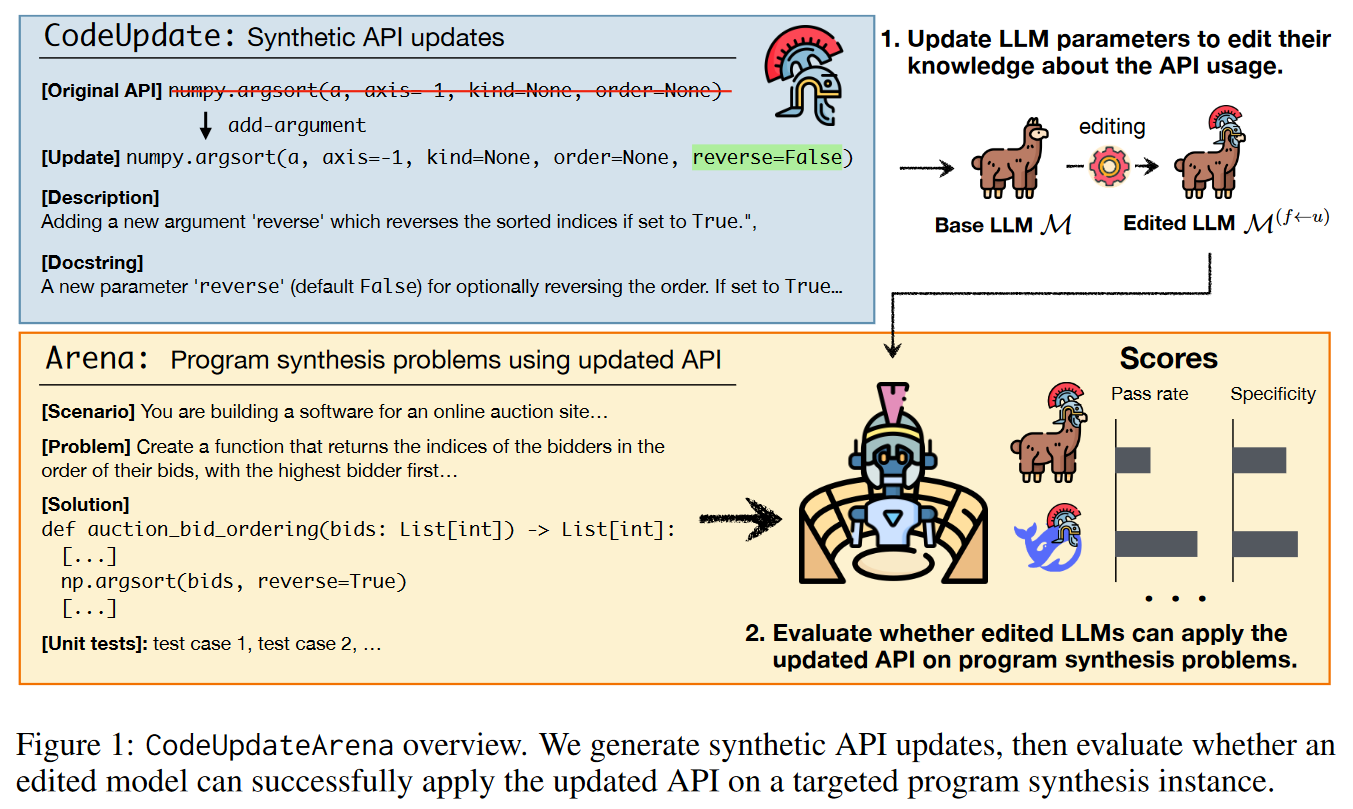 CodeUpdate: Synthetic API updates
[Original API] numpy.argsort(a, axis=-1, kind=None, order=None)
add-argument
[Update] numpy.argsort(a, axis=-1, kind=None, order=None, reverse=False)
[Description]
Adding a new argument 'reverse' which reverses the sorted indices if set to True.",
[Docstring]
A new parameter 'reverse' (default False) for optionally reversing the order. If set to True…
1. Update LLM parameters to edit their
knowledge about the API usage.
editing
Base LLM ℳ
Edited LLM ℳ^(f←u)
Arena: Program synthesis problems using updated API
[Scenario] You are building a software for an online auction site…
[Problem] Create a function that returns the indices of the bidders in the
order of their bids, with the highest bidder first…
[Solution]
def auction_bid_ordering(bids: List[int]) -> List[int]:
[...]
np.argsort(bids, reverse=True)
[...]
[Unit tests]: test case 1, test case 2, …
Scores
Pass rate
Specificity
• • •
2. Evaluate whether edited LLMs can apply the
updated API on program synthesis problems.
Figure 1: CodeUpdateArena overview. We generate synthetic API updates, then evaluate whether an
edited model can successfully apply the updated API on a targeted program synthesis instance.